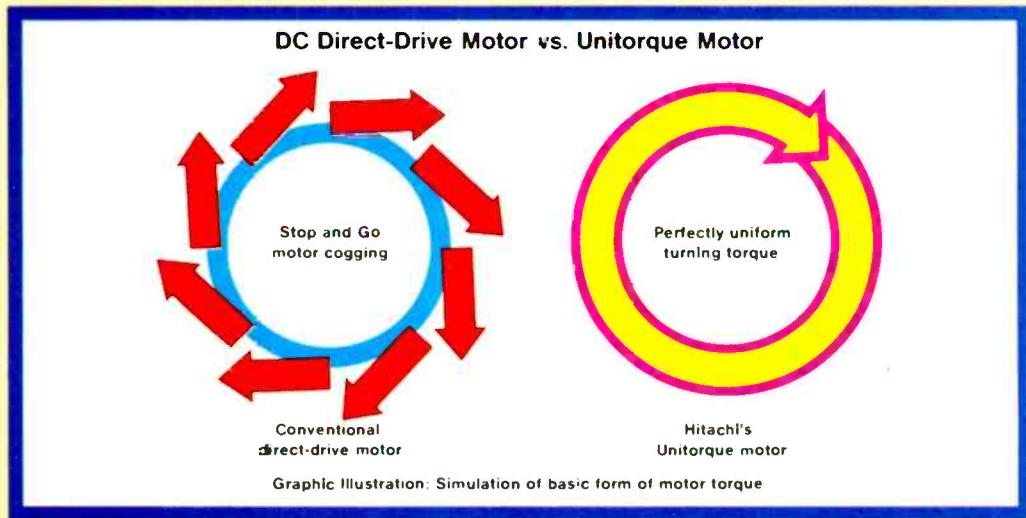 DC Direct-Drive Motor vs. Unitorque Motor
Stop and Go
motor cogging
Perfectly uniform
turning torque
Conventional
direct-drive motor
Hitachi's
Unitorque motor
Graphic Illustration: Simulation of basic form of motor torque